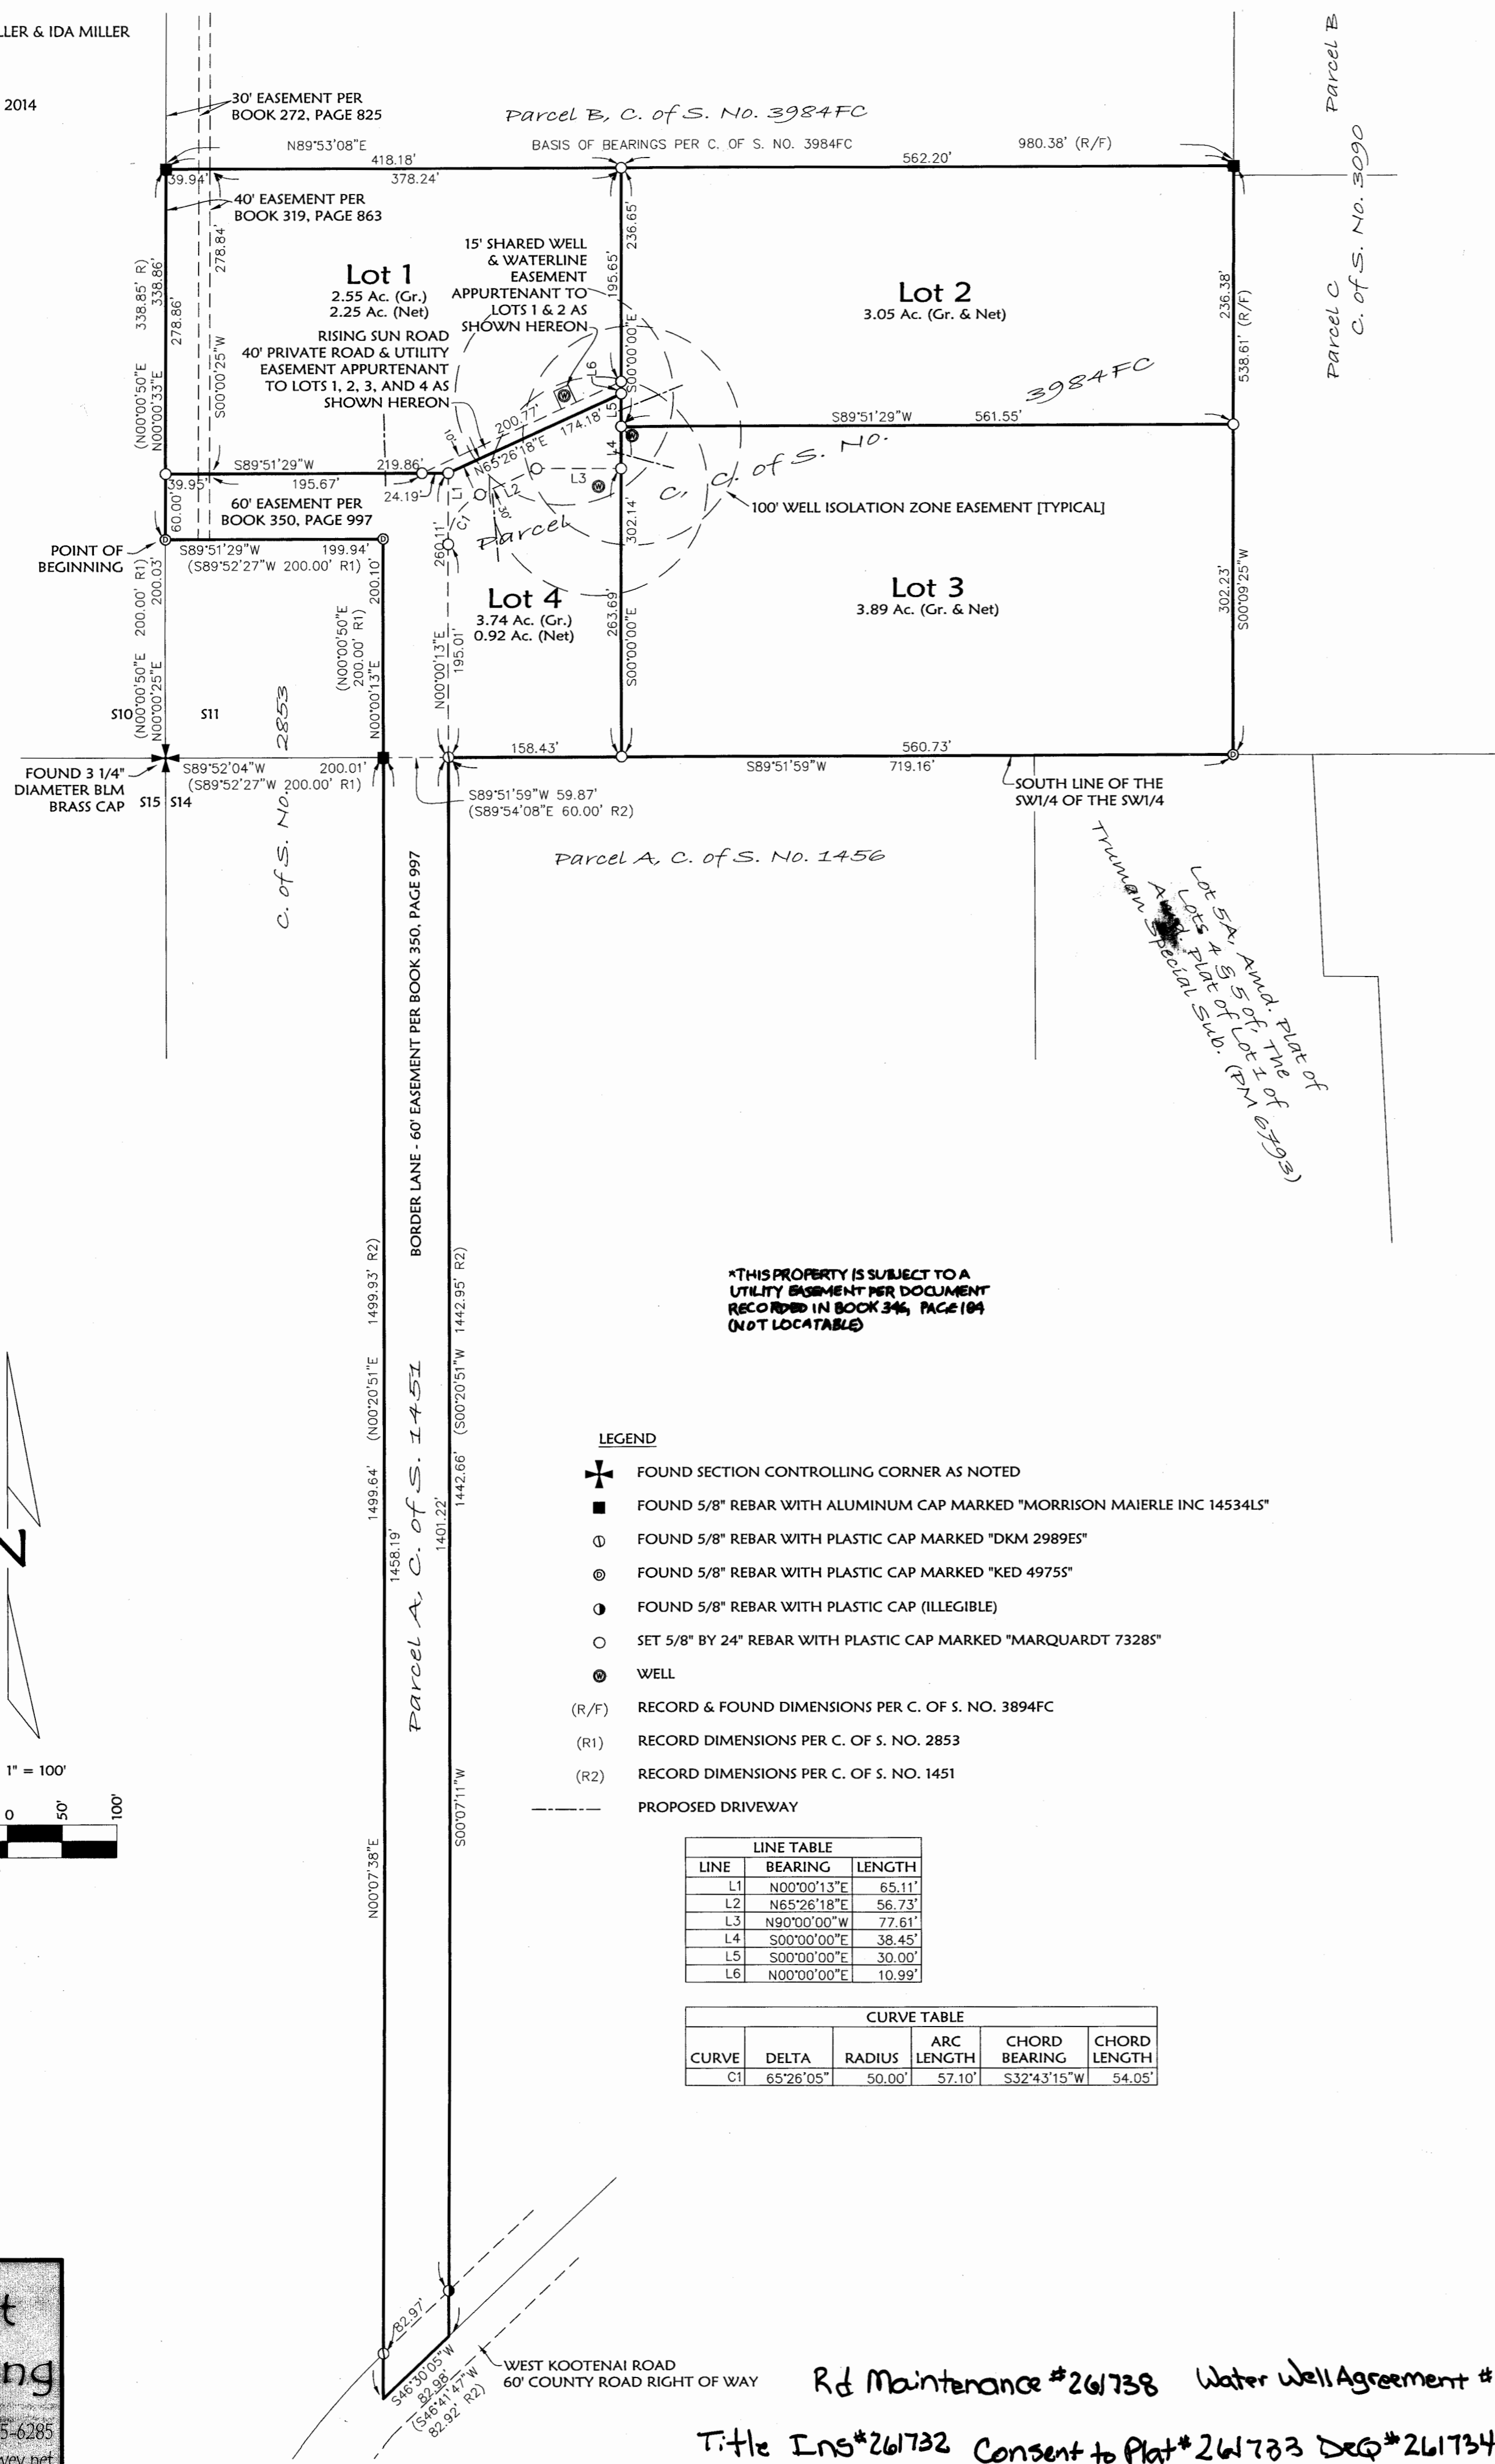 LLER & IDA MILLER
2014
30' EASEMENT PER
BOOK 272, PAGE 825
Parcel B, C. of S. No. 3984FC
N89°53'08"E
BASIS OF BEARINGS PER C. OF S. NO. 3984FC
980.38' (R/F)
418.18'
562.20'
39.94'
378.24'
40' EASEMENT PER
BOOK 319, PAGE 863
278.84'
S00°00'25"W
338.85' R)
338.86'
(N00°00'50"E
N00°00'33"E
278.86'
Lot 1
2.55 Ac. (Gr.)
2.25 Ac. (Net)
15' SHARED WELL
& WATERLINE
EASEMENT
APPURTENANT TO
LOTS 1 & 2 AS
SHOWN HEREON
RISING SUN ROAD
40' PRIVATE ROAD & UTILITY
EASEMENT APPURTENANT
TO LOTS 1, 2, 3, AND 4 AS
SHOWN HEREON
236.65'
195.65'
S00°00'00"E
Lot 2
3.05 Ac. (Gr. & Net)
236.38'
538.61' (R/F)
Parcel B
C. of S. No. 3090
Parcel C
L6
L5
L4
200.77'
N65°26'18"E 174.18'
10'
S89°51'29"W 561.55'
Parcel C, C. of S. No. 3984FC
S89°51'29"W
219.86'
39.95'
195.67'
24.19'
L1
L2
L3
C1
30'
60.00'
60' EASEMENT PER
BOOK 350, PAGE 997
100' WELL ISOLATION ZONE EASEMENT [TYPICAL]
POINT OF
BEGINNING
S89°51'29"W 199.94'
(S89°52'27"W 200.00' R1)
260.11'
302.14'
263.69'
S00°00'00"E
Lot 4
3.74 Ac. (Gr.)
0.92 Ac. (Net)
Lot 3
3.89 Ac. (Gr. & Net)
302.23'
S00°09'25"W
200.00' R1)
200.03'
(N00°00'50"E
N00°00'25"E
200.10'
(N00°00'50"E
200.00' R1)
N00°00'13"E
N00°00'13"E
195.01'
S10
S11
S15
S14
FOUND 3 1/4"
DIAMETER BLM
BRASS CAP
S89°52'04"W 200.01'
(S89°52'27"W 200.00' R1)
158.43'
560.73'
S89°51'59"W 719.16'
S89°51'59"W 59.87'
(S89°54'08"E 60.00' R2)
SOUTH LINE OF THE
SW1/4 OF THE SW1/4
C. of S. No. 2853
Parcel A, C. of S. No. 1456
Lot 5A, Amd. Plat of
Lots 4 & 5 of, The
Amd. Plat of Lot 1 of
Truman Special Sub. (PM 6793)
BORDER LANE - 60' EASEMENT PER BOOK 350, PAGE 997
1499.64' (N00°20'51"E 1499.93' R2)
1458.19'
Parcel A, C. of S. 1451
1401.22'
1442.66' (S00°20'51"W 1442.95' R2)
N00°07'38"E
S00°07'11"W
*THIS PROPERTY IS SUBJECT TO A
UTILITY EASEMENT PER DOCUMENT
RECORDED IN BOOK 346, PAGE 184
(NOT LOCATABLE)
LEGEND
FOUND SECTION CONTROLLING CORNER AS NOTED
FOUND 5/8" REBAR WITH ALUMINUM CAP MARKED "MORRISON MAIERLE INC 14534LS"
FOUND 5/8" REBAR WITH PLASTIC CAP MARKED "DKM 2989ES"
FOUND 5/8" REBAR WITH PLASTIC CAP MARKED "KED 4975S"
FOUND 5/8" REBAR WITH PLASTIC CAP (ILLEGIBLE)
SET 5/8" BY 24" REBAR WITH PLASTIC CAP MARKED "MARQUARDT 7328S"
WELL
(R/F) RECORD & FOUND DIMENSIONS PER C. OF S. NO. 3894FC
(R1) RECORD DIMENSIONS PER C. OF S. NO. 2853
(R2) RECORD DIMENSIONS PER C. OF S. NO. 1451
PROPOSED DRIVEWAY
1" = 100'
0 50' 100'
LINE TABLE
LINE BEARING LENGTH
L1 N00°00'13"E 65.11'
L2 N65°26'18"E 56.73'
L3 N90°00'00"W 77.61'
L4 S00°00'00"E 38.45'
L5 S00°00'00"E 30.00'
L6 N00°00'00"E 10.99'
CURVE TABLE
CURVE DELTA RADIUS ARC LENGTH CHORD BEARING CHORD LENGTH
C1 65°26'05" 50.00' 57.10' S32°43'15"W 54.05'
82.97'
S46°30'05"W
82.98'
(S46°41'47"W
82.92' R2)
WEST KOOTENAI ROAD
60' COUNTY ROAD RIGHT OF WAY
t
ng
5-6285
vey.net
Rd Maintenance #261738 Water Well Agreement #
Title Ins #261732 Consent to Plat #261733 DEQ #261734